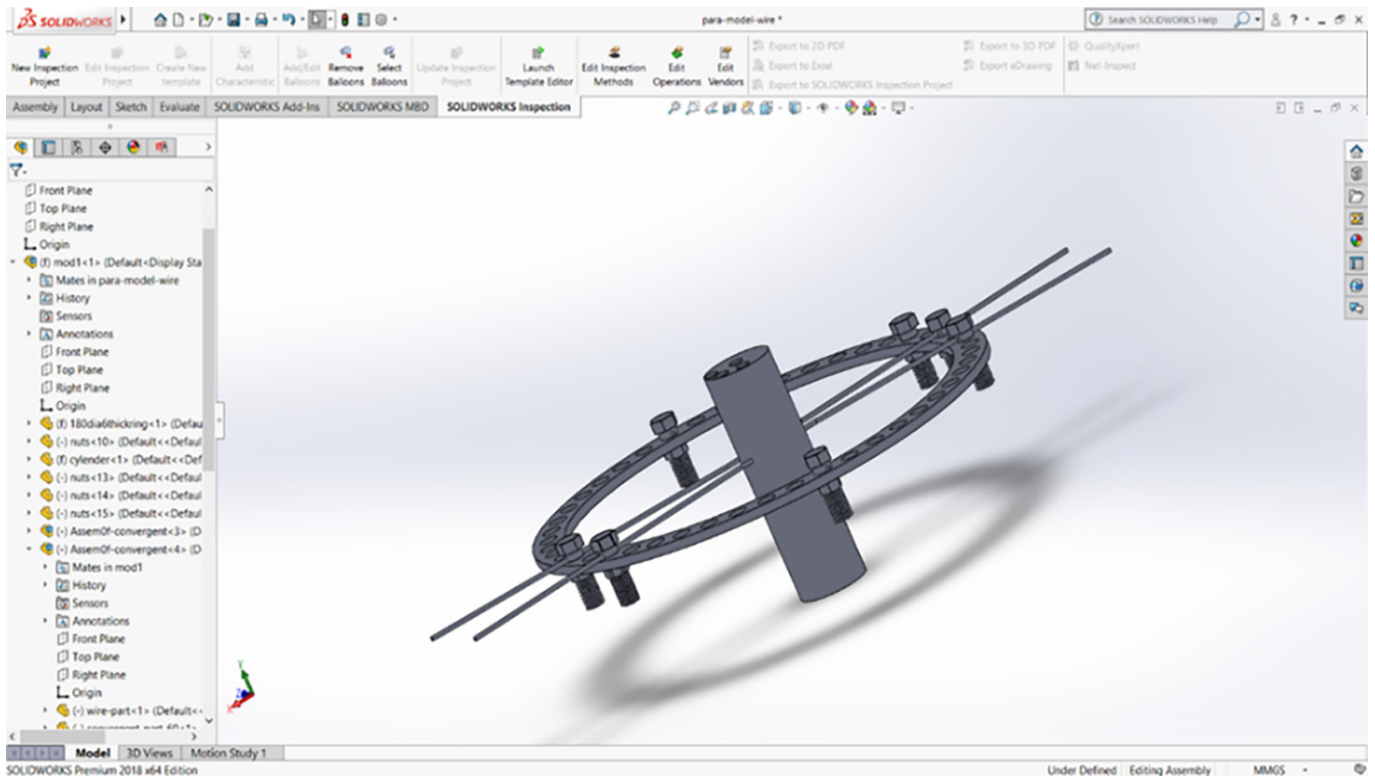 SOLIDWORKS
para-model-wire *
Search SOLIDWORKS Help
New Inspection Project
Edit Inspection Project
Create New template
Add Characteristic
Add/Edit Balloons
Remove Balloons
Select Balloons
Update Inspection Project
Launch Template Editor
Edit Inspection Methods
Edit Operations
Edit Vendors
Export to 2D PDF
Export to Excel
Export to SOLIDWORKS Inspection Project
Export to 3D PDF
Export eDrawing
QualityXpert
Net-Inspect
Assembly Layout Sketch Evaluate SOLIDWORKS Add-Ins SOLIDWORKS MBD SOLIDWORKS Inspection
Front Plane
Top Plane
Right Plane
Origin
(f) mod1<1> (Default<Display Sta
Mates in para-model-wire
History
Sensors
Annotations
Front Plane
Top Plane
Right Plane
Origin
(f) 180dia6thickring<1> (Defau
(-) nuts<10> (Default<<Defaul
(f) cylender<1> (Default<<Def
(-) nuts<13> (Default<<Defaul
(-) nuts<14> (Default<<Defaul
(-) nuts<15> (Default<<Defaul
(-) Assem0f-convergent<3> (D
(-) Assem0f-convergent<4> (D
Mates in mod1
History
Sensors
Annotations
Front Plane
Top Plane
Right Plane
Origin
(-) wire-part<1> (Default<<
Y
Z
X
Model 3D Views Motion Study 1
SOLIDWORKS Premium 2018 x64 Edition
Under Defined Editing Assembly MMGS